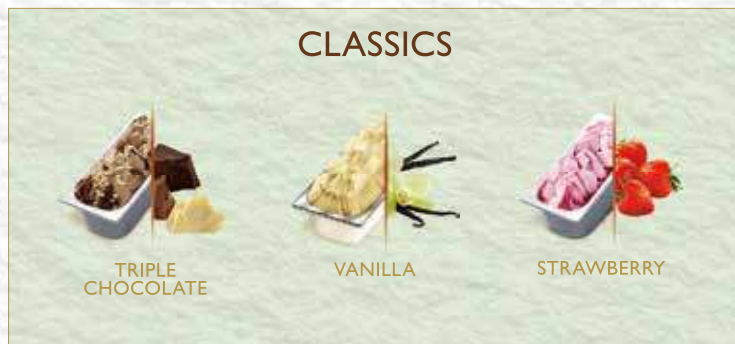 CLASSICS
TRIPLE
CHOCOLATE
VANILLA
STRAWBERRY